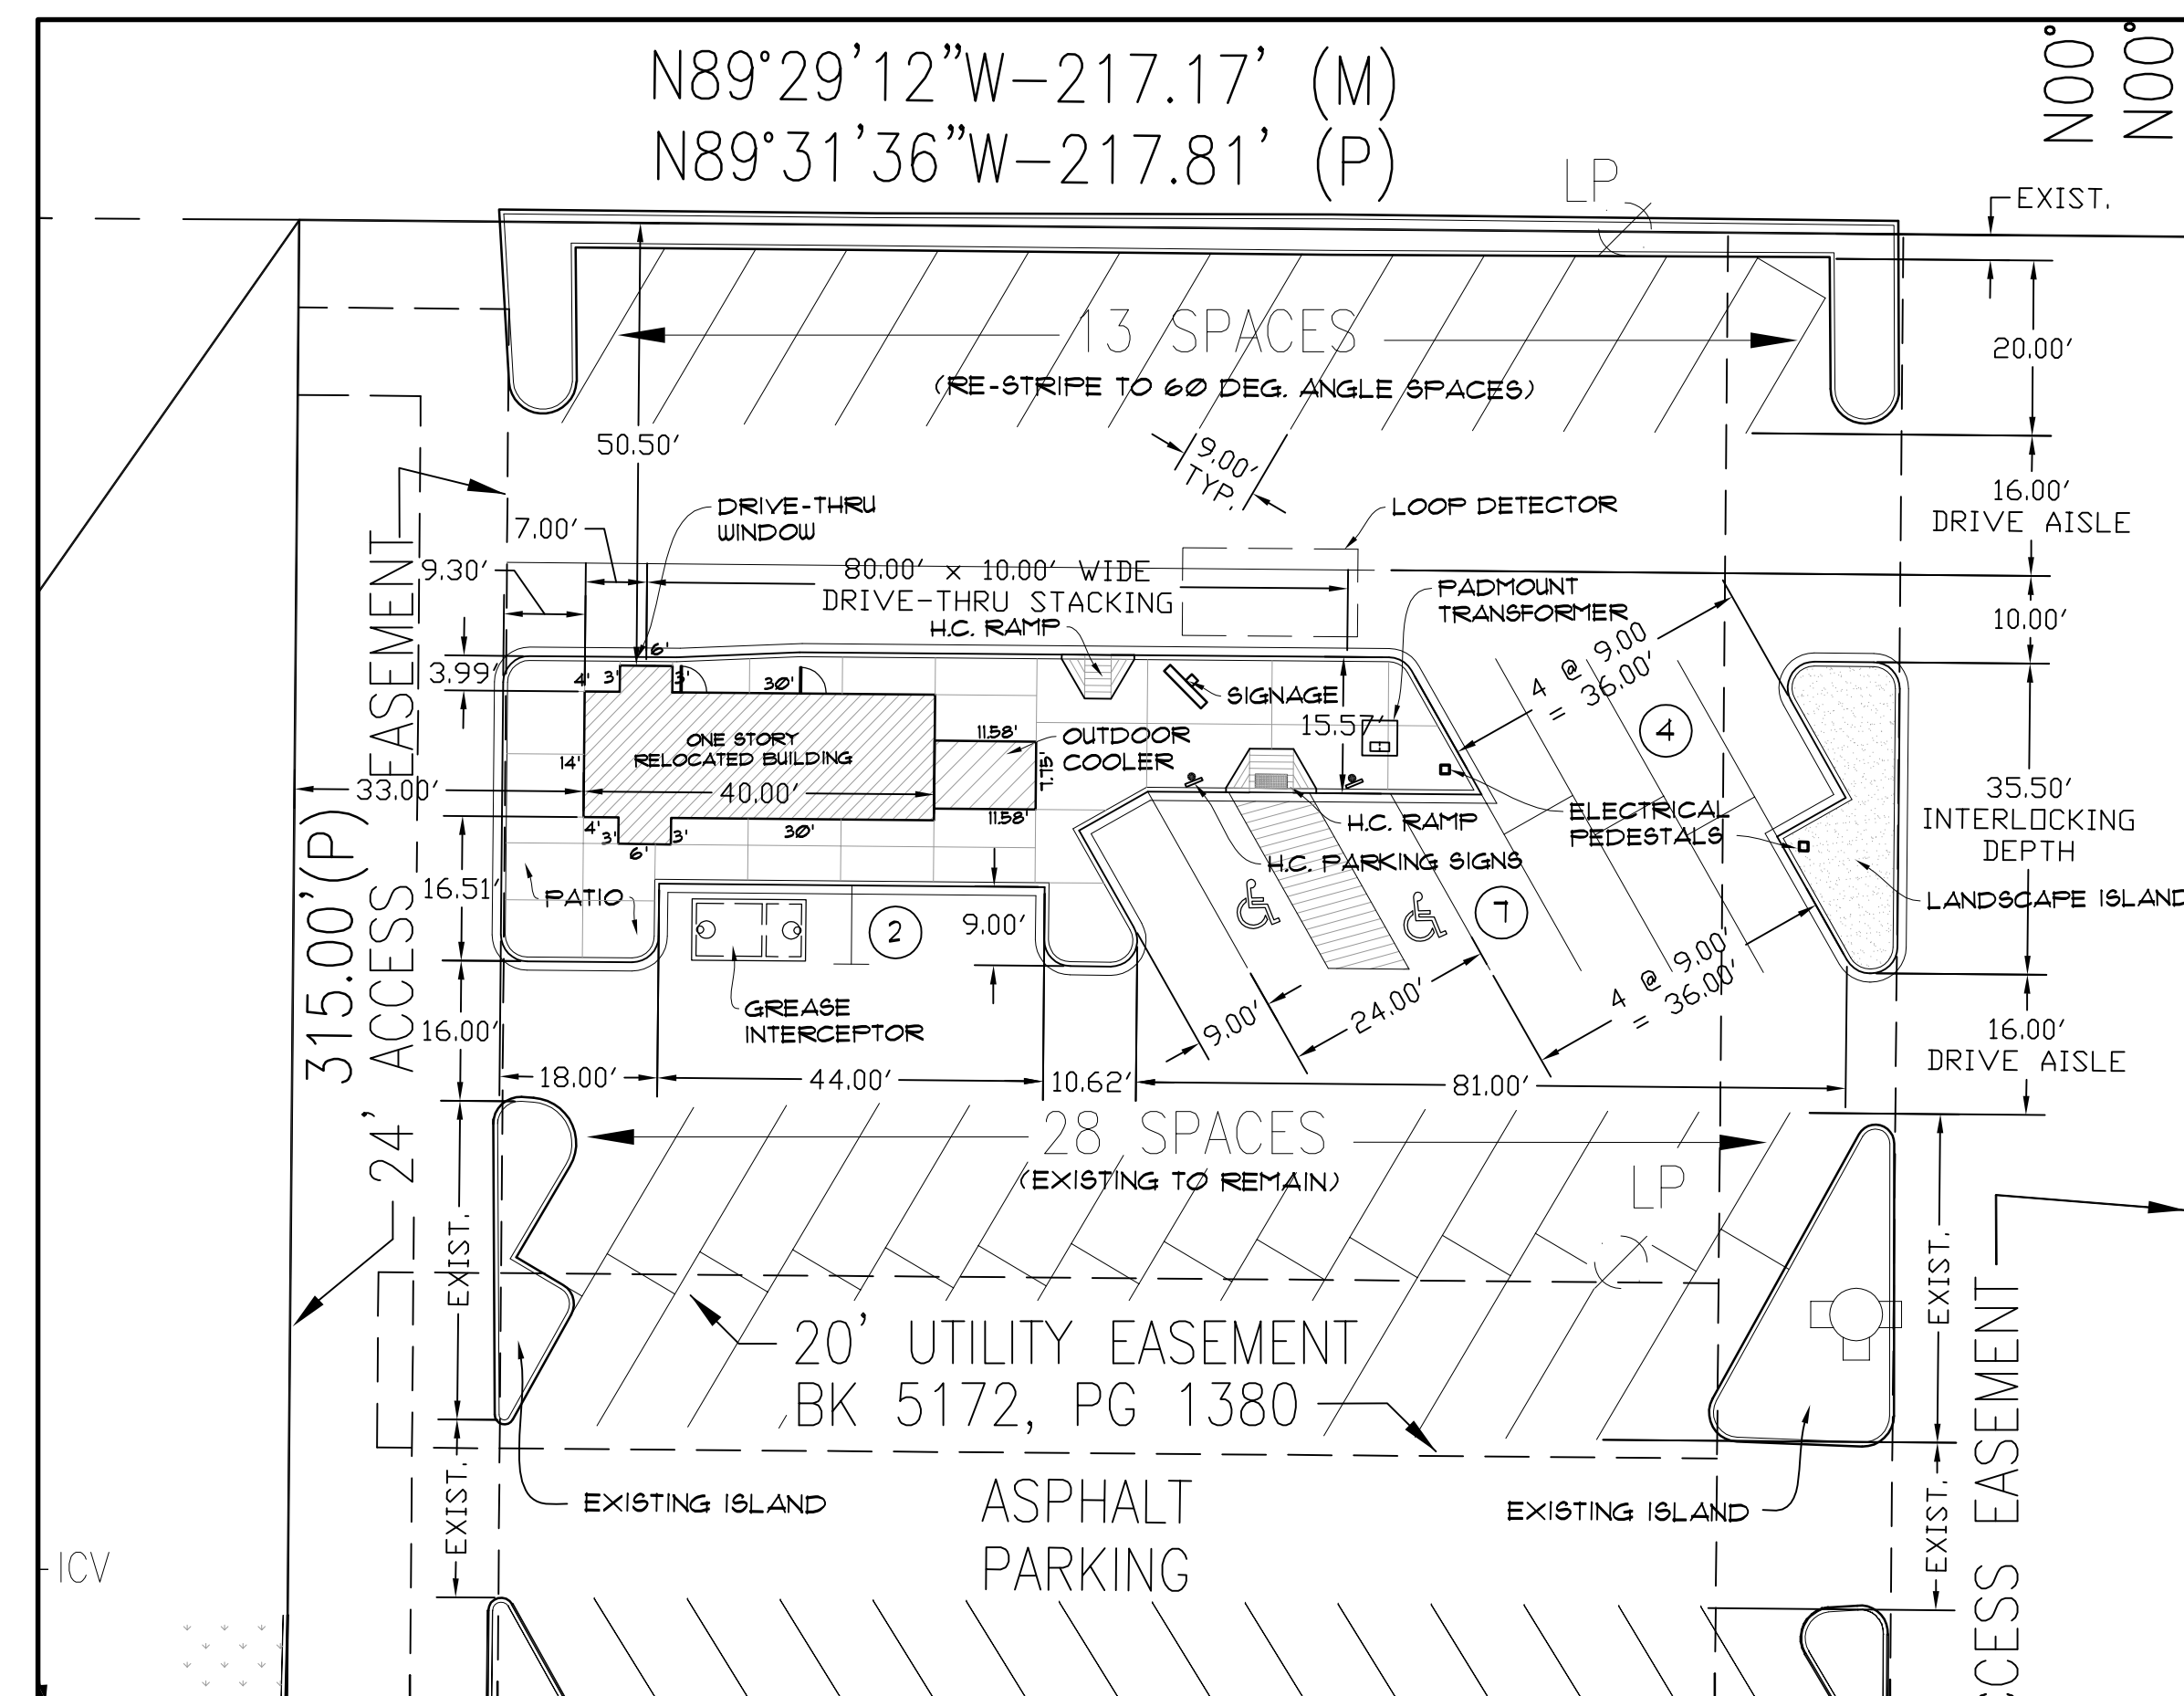 N89°29'12"W-217.17' (M)
N89°31'36"W-217.81' (P)
N00°
N00°
LP
EXIST.
13 SPACES
(RE-STRIPE TO 60 DEG. ANGLE SPACES)
20.00'
50.50'
9.00'
TYP.
16.00'
DRIVE AISLE
DRIVE-THRU
WINDOW
LOOP DETECTOR
7.00'
9.30'
80.00' x 10.00' WIDE
DRIVE-THRU STACKING
PADMOUNT
TRANSFORMER
H.C. RAMP
10.00'
4 @ 9.00
= 36.00'
3.99'
6'
4'
3'
3'
30'
SIGNAGE
15.57'
4
ONE STORY
RELOCATED BUILDING
11.58'
OUTDOOR
COOLER
14'
7.75'
33.00'
40.00'
11.58'
35.50'
INTERLOCKING
DEPTH
ELECTRICAL
PEDESTALS
H.C. RAMP
H.C. PARKING SIGNS
4'
3'
3'
30'
6'
16.51'
PATIO
2
9.00'
7
LANDSCAPE ISLAND
GREASE
INTERCEPTOR
9.00'
24.00'
4 @ 9.00'
= 36.00'
16.00'
16.00'
DRIVE AISLE
18.00'
44.00'
10.62'
81.00'
315.00'(P)
24' ACCESS EASEMENT
28 SPACES
(EXISTING TO REMAIN)
LP
EXIST.
EXIST.
20' UTILITY EASEMENT
BK 5172, PG 1380
EXISTING ISLAND
ASPHALT
PARKING
EXISTING ISLAND
EXIST.
EXIST.
CCESS EASEMENT
ICV